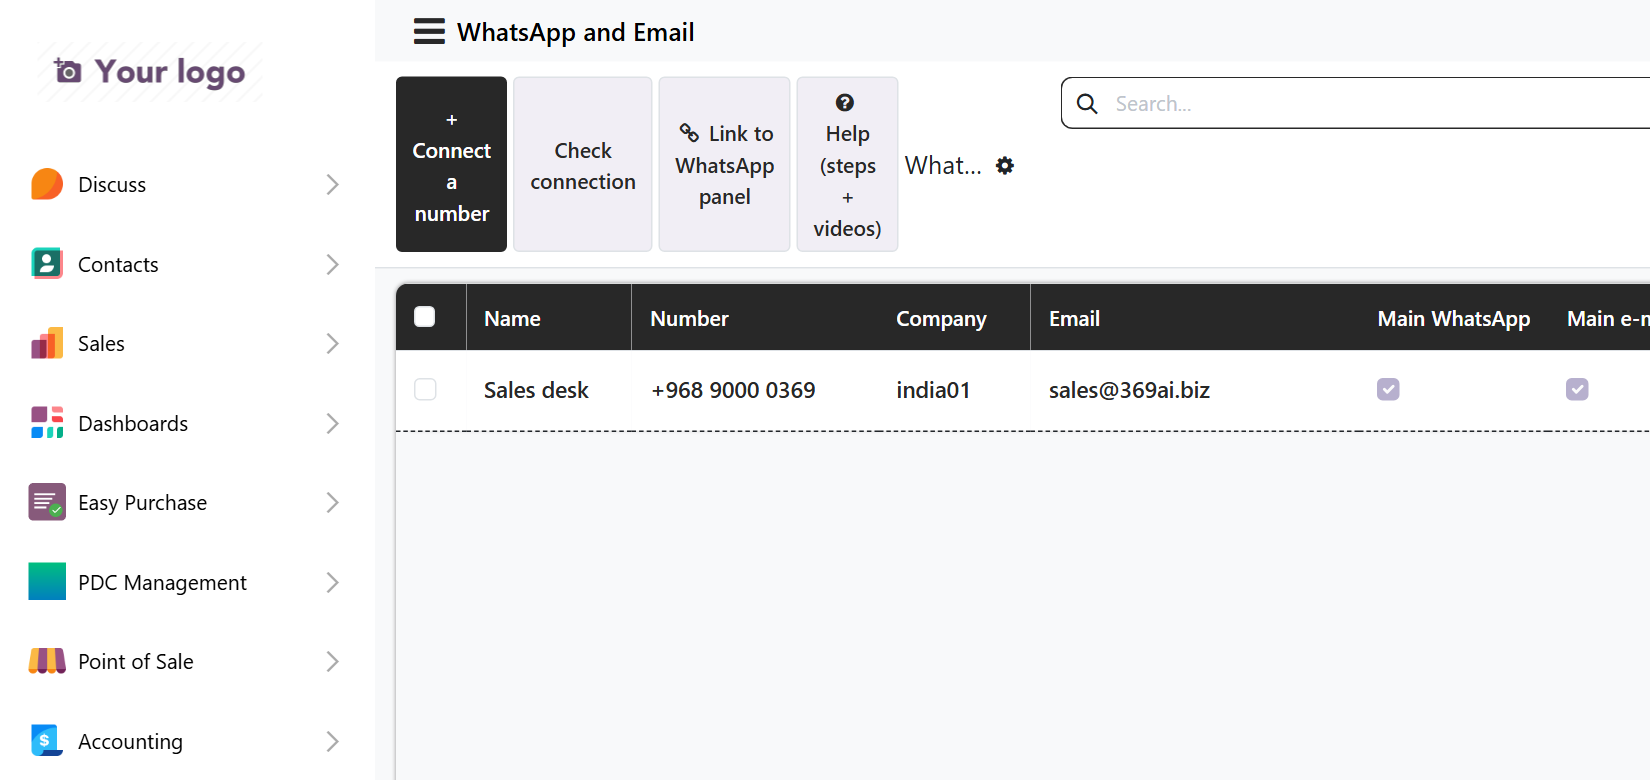 Your logo
Discuss
Contacts
Sales
Dashboards
Easy Purchase
PDC Management
Point of Sale
Accounting
WhatsApp and Email
+
Connect
a
number
Check
connection
Link to
WhatsApp
panel
Help
(steps
+
videos)
What...
Search...
Name Number Company Email Main WhatsApp Main e-
Sales desk +968 9000 0369 india01 sales@369ai.biz